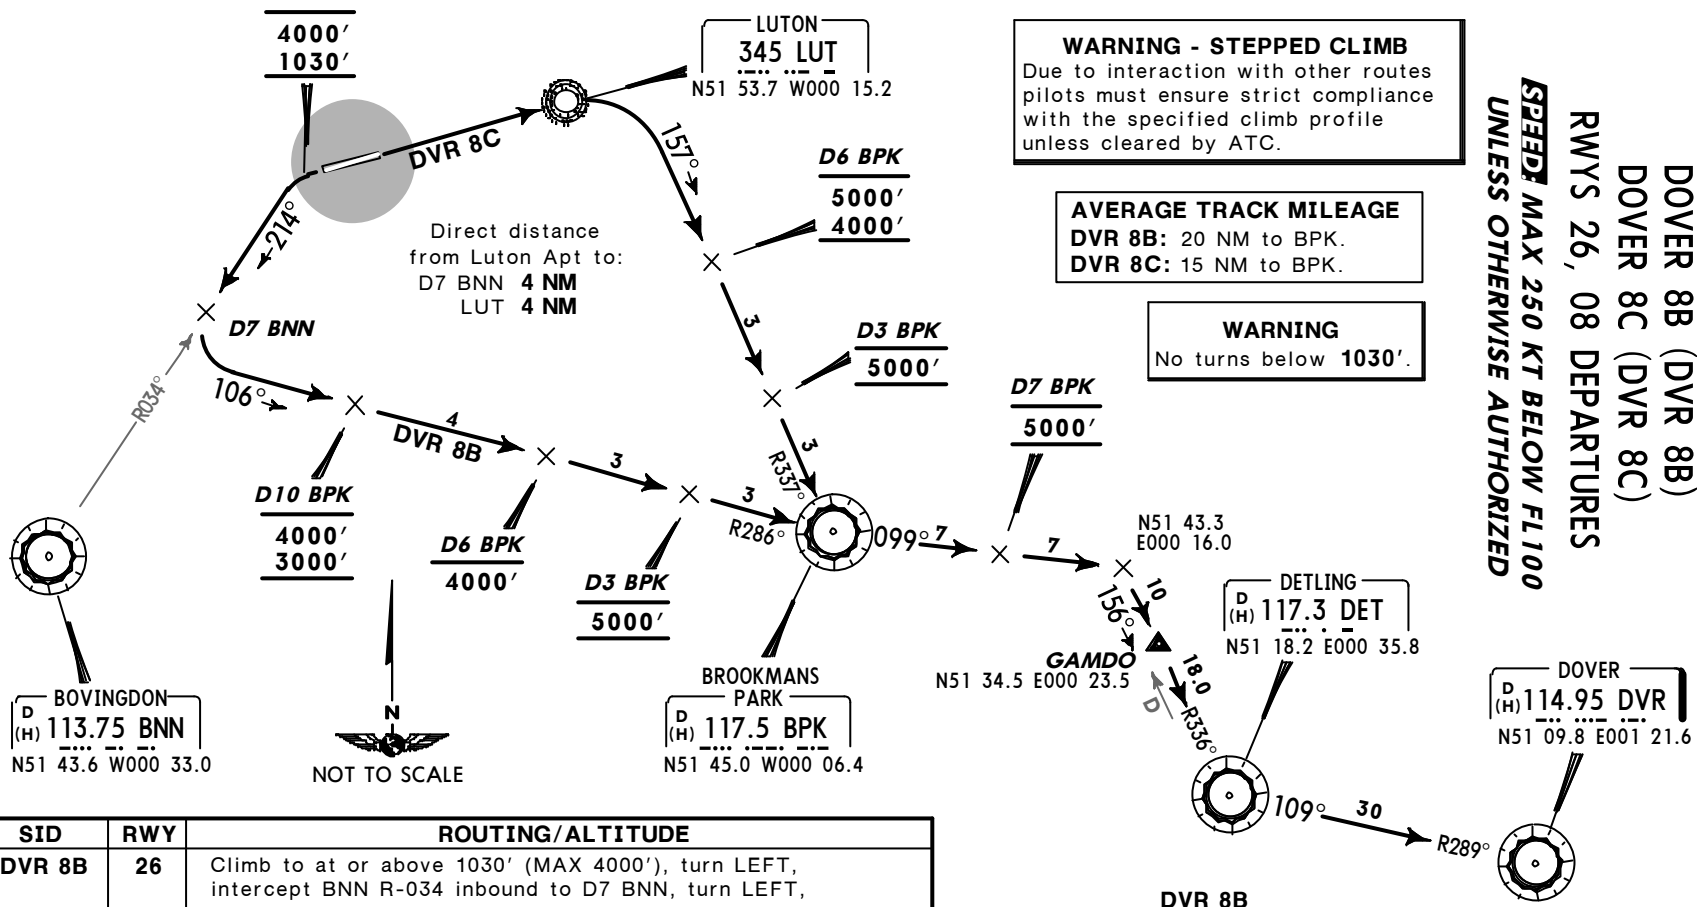 4000'
1030'
LUTON
345 LUT
N51 53.7 W000 15.2
WARNING - STEPPED CLIMB
Due to interaction with other routes
pilots must ensure strict compliance
with the specified climb profile
unless cleared by ATC.
DOVER 8B (DVR 8B)
DOVER 8C (DVR 8C)
RWYS 26, 08 DEPARTURES
SPEED: MAX 250 KT BELOW FL100
UNLESS OTHERWISE AUTHORIZED
DVR 8C
157°
D6 BPK
5000'
4000'
AVERAGE TRACK MILEAGE
DVR 8B: 20 NM to BPK.
DVR 8C: 15 NM to BPK.
214°
Direct distance
from Luton Apt to:
D7 BNN 4 NM
LUT 4 NM
WARNING
No turns below 1030'.
D7 BNN
3
D3 BPK
5000'
R034°
106°
4
DVR 8B
3
3
R286°
3
R337°
D7 BPK
5000'
D10 BPK
4000'
3000'
D6 BPK
4000'
D3 BPK
5000'
099°
7
7
N51 43.3
E000 16.0
10
156°
GAMDO
N51 34.5 E000 23.5
18.0
D
R336°
DETLING
D
(H) 117.3 DET
N51 18.2 E000 35.8
BOVINGDON
D
(H) 113.75 BNN
N51 43.6 W000 33.0
N
NOT TO SCALE
BROOKMANS
PARK
D
(H) 117.5 BPK
N51 45.0 W000 06.4
DOVER
D
(H) 114.95 DVR
N51 09.8 E001 21.6
109°
30
R289°
SID RWY ROUTING/ALTITUDE
DVR 8B 26 Climb to at or above 1030' (MAX 4000'), turn LEFT,
intercept BNN R-034 inbound to D7 BNN, turn LEFT,
DVR 8B